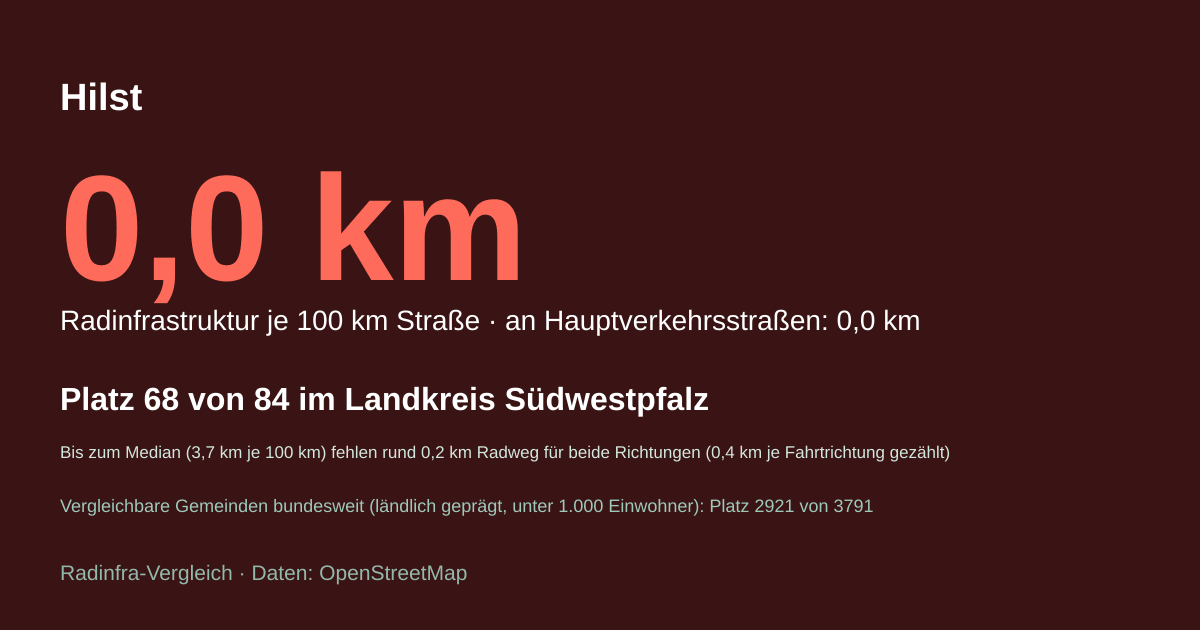 Hilst
0,0 km
Radinfrastruktur je 100 km Straße · an Hauptverkehrsstraßen: 0,0 km
Platz 68 von 84 im Landkreis Südwestpfalz
Bis zum Median (3,7 km je 100 km) fehlen rund 0,2 km Radweg für beide Richtungen (0,4 km je Fahrtrichtung gezählt)
Vergleichbare Gemeinden bundesweit (ländlich geprägt, unter 1.000 Einwohner): Platz 2921 von 3791
Radinfra-Vergleich · Daten: OpenStreetMap